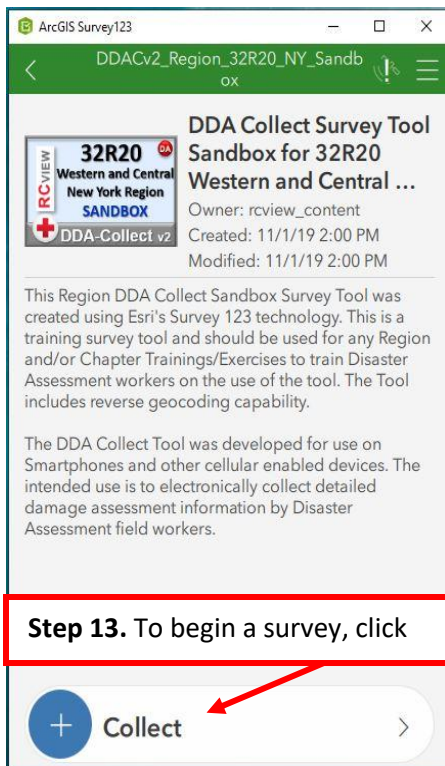 ArcGIS Survey123
DDACv2_Region_32R20_NY_Sandb
ox
RCVIEW
32R20
DA
Western and Central
New York Region
SANDBOX
DDA-Collect v2
DDA Collect Survey Tool
Sandbox for 32R20
Western and Central ...
Owner: rcview_content
Created: 11/1/19 2:00 PM
Modified: 11/1/19 2:00 PM
This Region DDA Collect Sandbox Survey Tool was
created using Esri's Survey 123 technology. This is a
training survey tool and should be used for any Region
and/or Chapter Trainings/Exercises to train Disaster
Assessment workers on the use of the tool. The Tool
includes reverse geocoding capability.
The DDA Collect Tool was developed for use on
Smartphones and other cellular enabled devices. The
intended use is to electronically collect detailed
damage assessment information by Disaster
Assessment field workers.
Step 13. To begin a survey, click
Collect